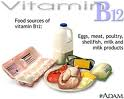 Vitamin B12
Food sources of
vitamin B12:
Eggs, meat, poultry,
shellfish, milk and
milk products
*ADAM.